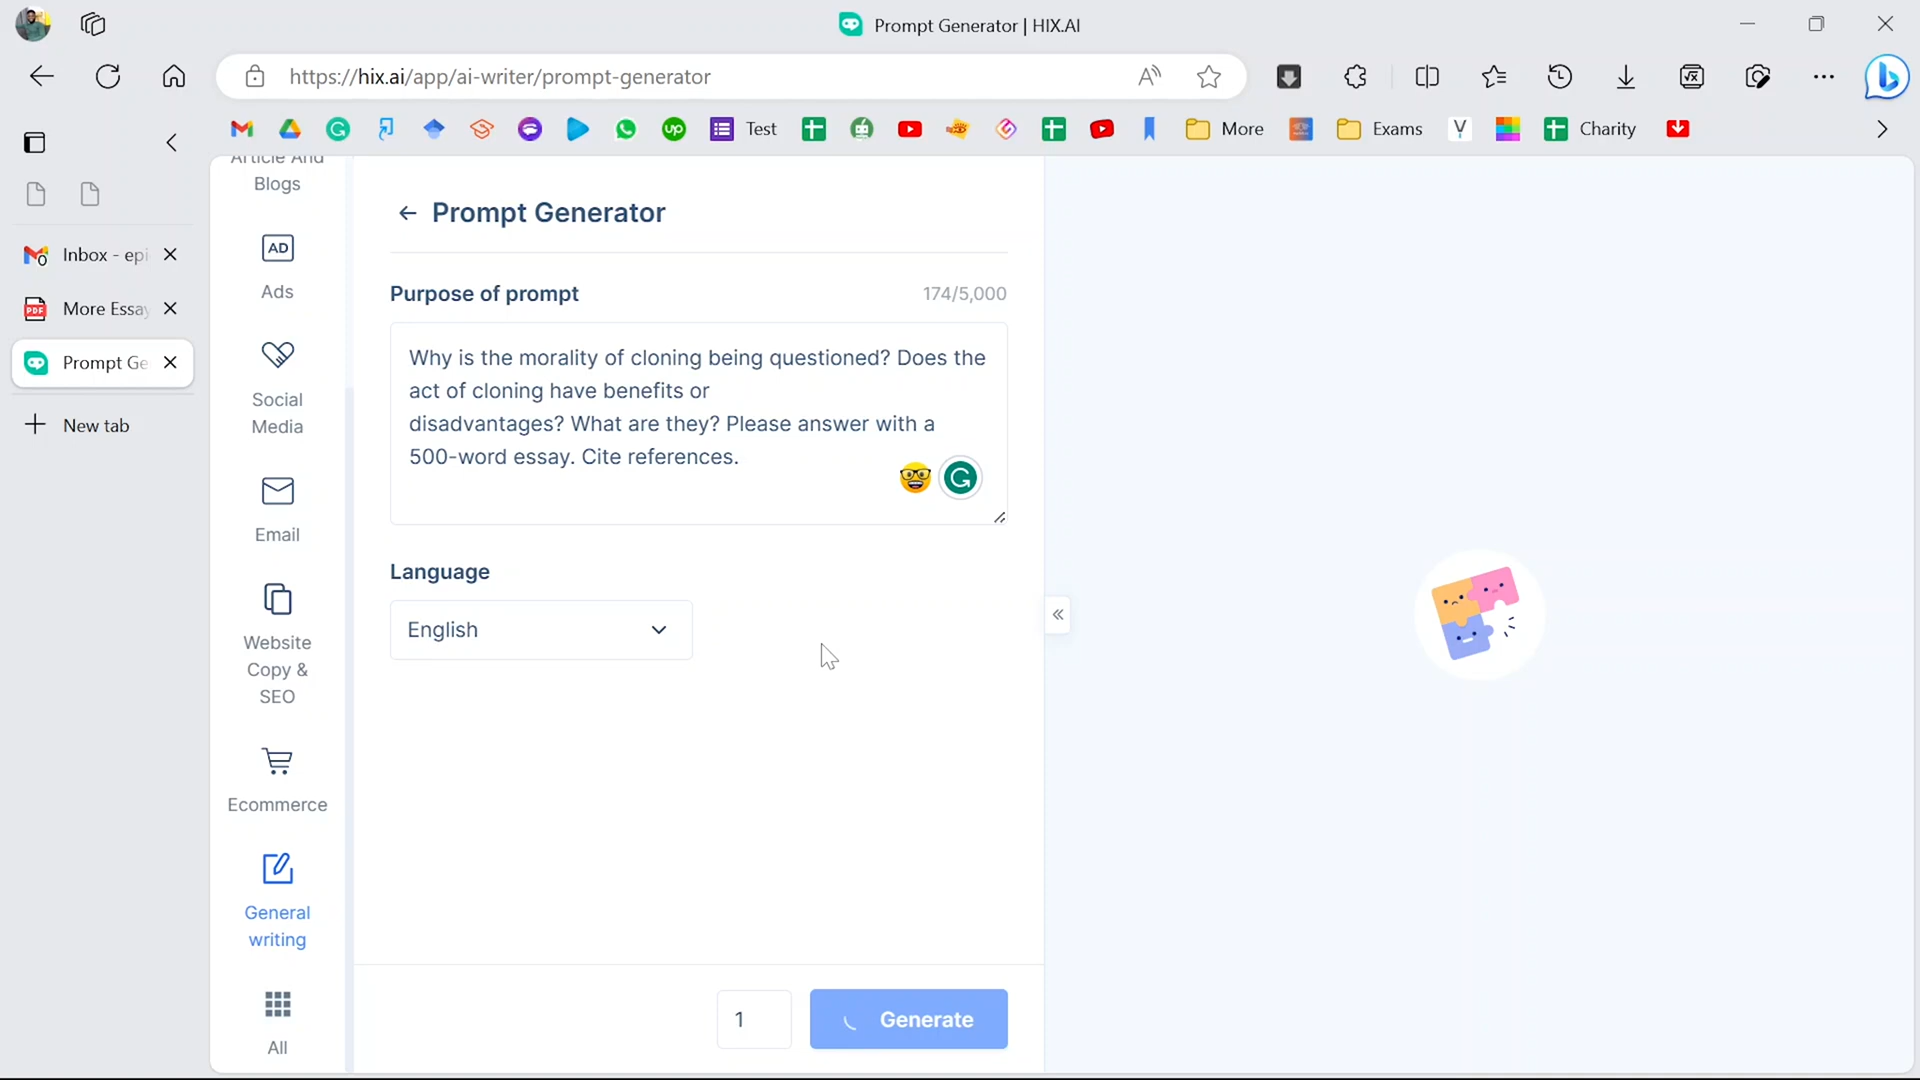 Prompt Generator | HIX.AI
https://hix.ai/app/ai-writer/prompt-generator
Test
More
Exams
Charity
Inbox - epi
More Essay
Prompt Ge
New tab
Article And
Blogs
AD
Ads
Social
Media
Email
Website
Copy &
SEO
Ecommerce
General
writing
All
Prompt Generator
Purpose of prompt
174/5,000
Why is the morality of cloning being questioned? Does the
act of cloning have benefits or
disadvantages? What are they? Please answer with a
500-word essay. Cite references.
Language
English
1
Generate